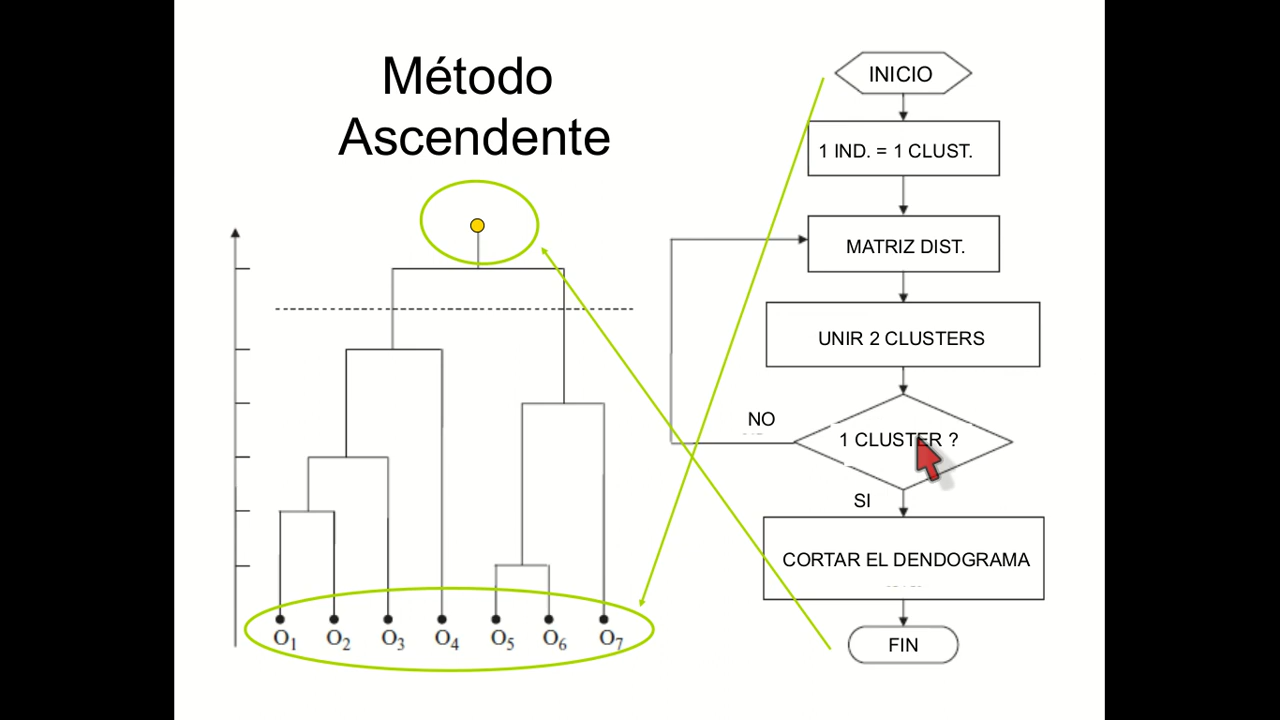 Método
Ascendente
INICIO
1 IND. = 1 CLUST.
MATRIZ DIST.
UNIR 2 CLUSTERS
NO
1 CLUSTER ?
SI
CORTAR EL DENDOGRAMA
FIN
O1 O2 O3 O4 O5 O6 O7